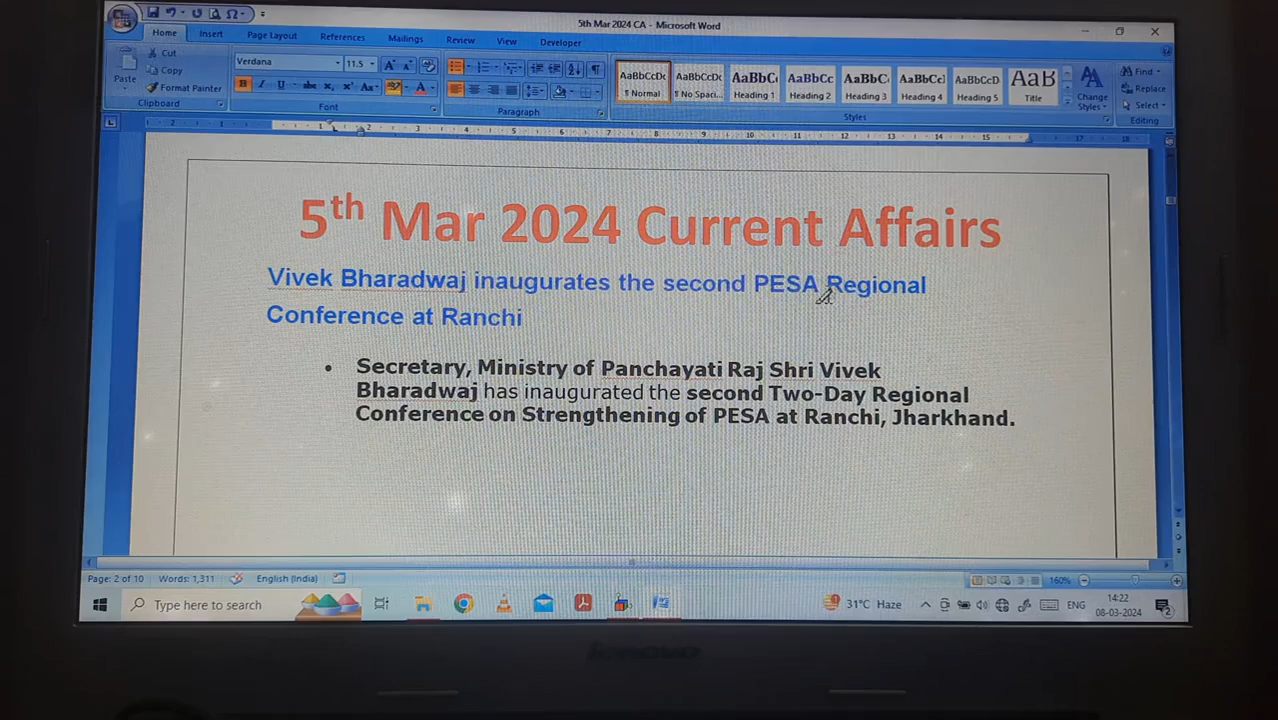 5th Mar 2024 CA - Microsoft Word
Home Insert Page Layout References Mailings Review View Developer
Paste
Cut
Copy
Format Painter
Clipboard
Verdana 11.5
Font
Paragraph
AaBbCcDc AaBbCcDc AaBbC AaBbCc AaBbC AaBbCcI AaBbCcD AaB
Normal No Spaci... Heading 1 Heading 2 Heading 3 Heading 4 Heading 5 Title
Change Styles
Styles
Find
Replace
Select
Editing
5th Mar 2024 Current Affairs
Vivek Bharadwaj inaugurates the second PESA Regional
Conference at Ranchi
• Secretary, Ministry of Panchayati Raj Shri Vivek
Bharadwaj has inaugurated the second Two-Day Regional
Conference on Strengthening of PESA at Ranchi, Jharkhand.
Page: 2 of 10 Words: 1,311 English (India) 160%
Type here to search 31°C Haze ENG 14:22
08-03-2024